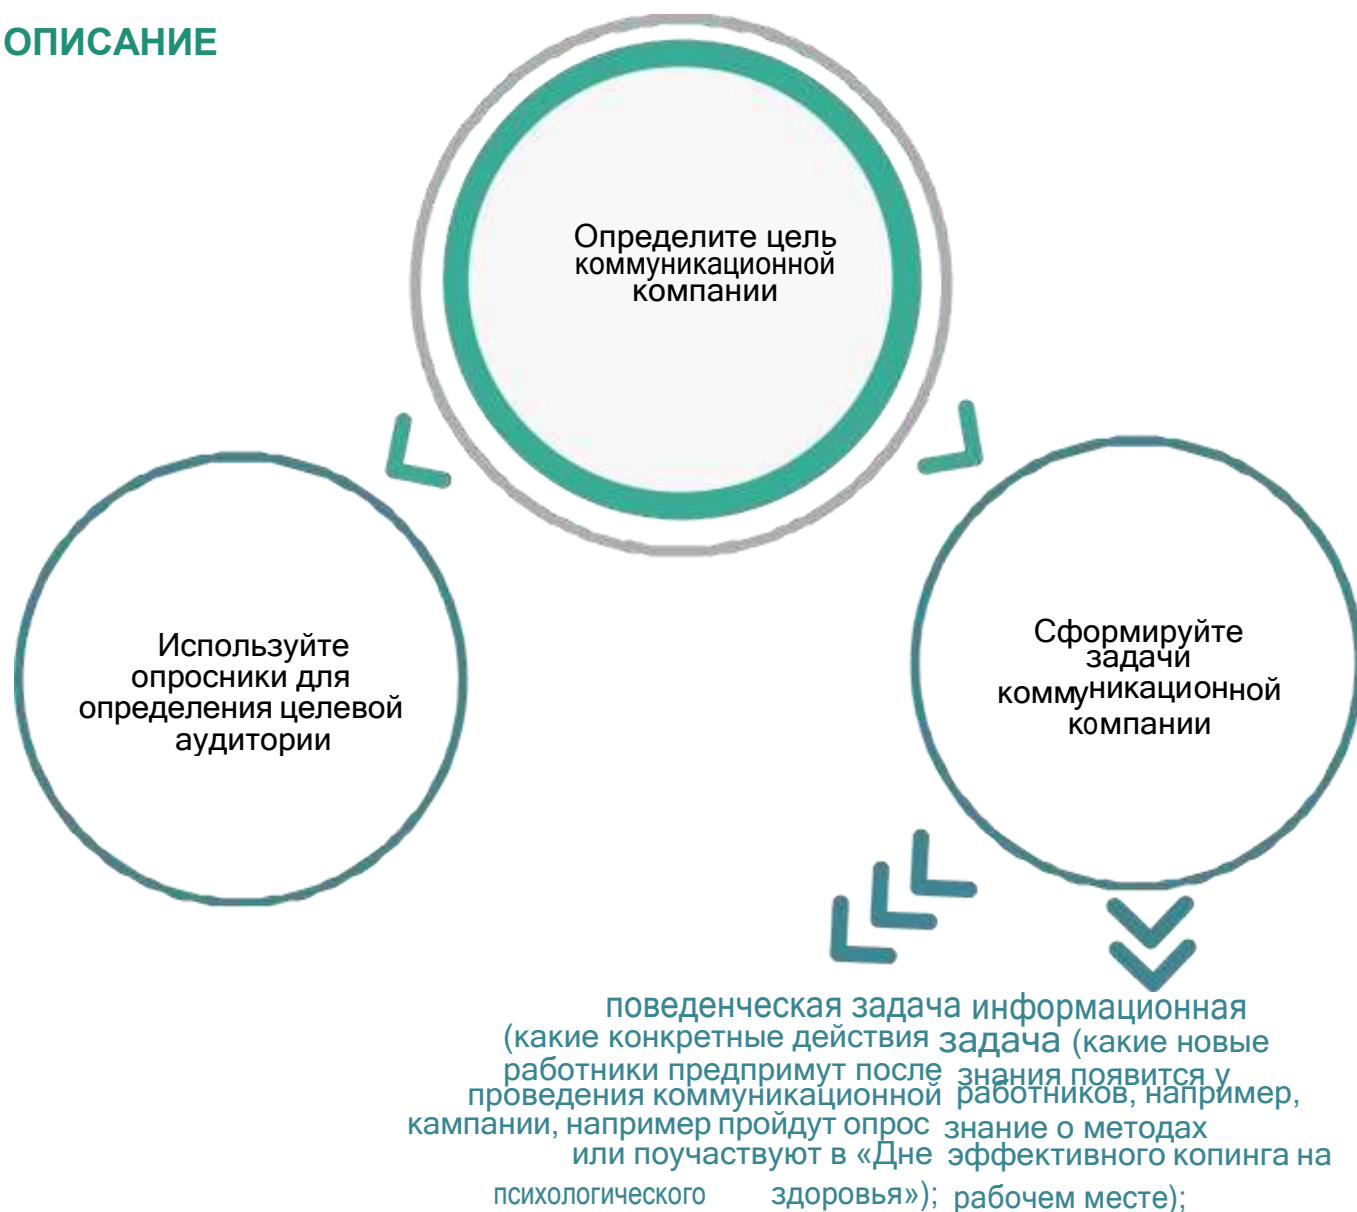 ОПИСАНИЕ
Определите цель
коммуникационной
компании
Используйте
опросники для
определения целевой
аудитории
Сформируйте
задачи
коммуникационной
компании
поведенческая задача
(какие конкретные действия
работники предпримут после
проведения коммуникационной
кампании, например пройдут опрос
или поучаствуют в «Дне
психологического здоровья»);
информационная
задача (какие новые
знания появится у
работников, например,
знание о методах
эффективного копинга на
рабочем месте);